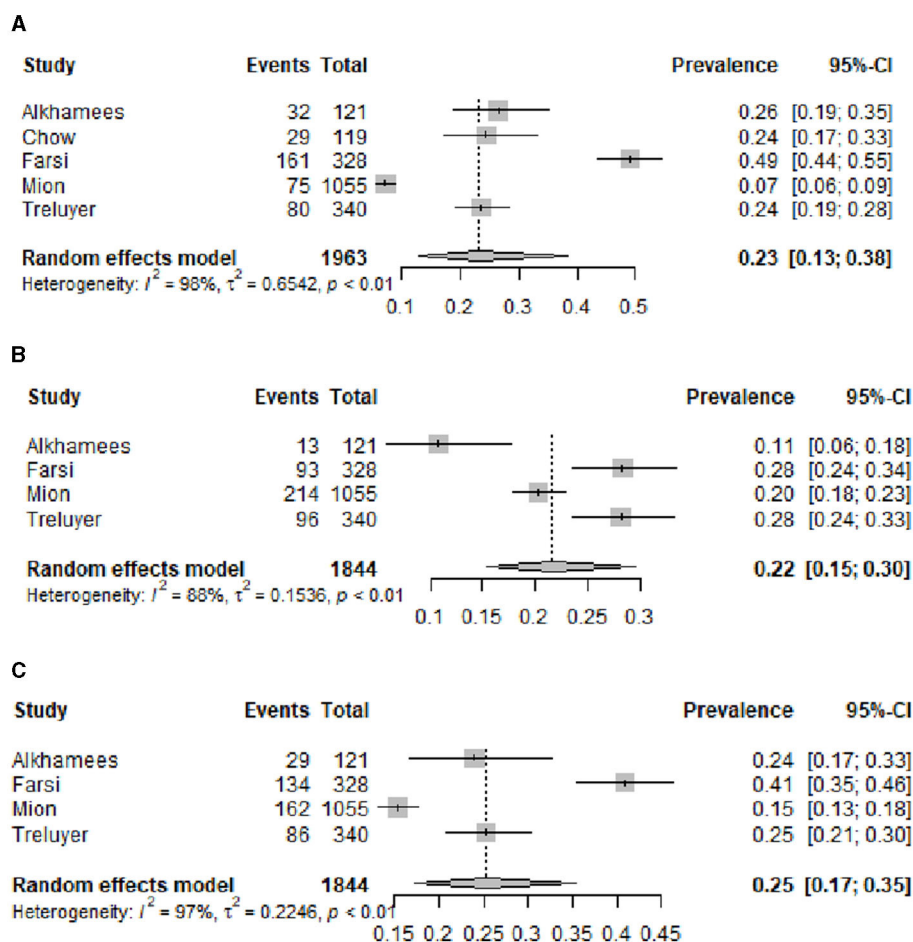 A
Study Events Total Prevalence 95%-CI
Alkhamees 32 121 0.26 [0.19; 0.35]
Chow 29 119 0.24 [0.17; 0.33]
Farsi 161 328 0.49 [0.44; 0.55]
Mion 75 1055 0.07 [0.06; 0.09]
Treluyer 80 340 0.24 [0.19; 0.28]
Random effects model 1963 0.23 [0.13; 0.38]
Heterogeneity: I² = 98%, τ² = 0.6542, p < 0.01
0.1 0.2 0.3 0.4 0.5
B
Study Events Total Prevalence 95%-CI
Alkhamees 13 121 0.11 [0.06; 0.18]
Farsi 93 328 0.28 [0.24; 0.34]
Mion 214 1055 0.20 [0.18; 0.23]
Treluyer 96 340 0.28 [0.24; 0.33]
Random effects model 1844 0.22 [0.15; 0.30]
Heterogeneity: I² = 88%, τ² = 0.1536, p < 0.01
0.1 0.15 0.2 0.25 0.3
C
Study Events Total Prevalence 95%-CI
Alkhamees 29 121 0.24 [0.17; 0.33]
Farsi 134 328 0.41 [0.35; 0.46]
Mion 162 1055 0.15 [0.13; 0.18]
Treluyer 86 340 0.25 [0.21; 0.30]
Random effects model 1844 0.25 [0.17; 0.35]
Heterogeneity: I² = 97%, τ² = 0.2246, p < 0.01
0.15 0.2 0.25 0.3 0.35 0.4 0.45